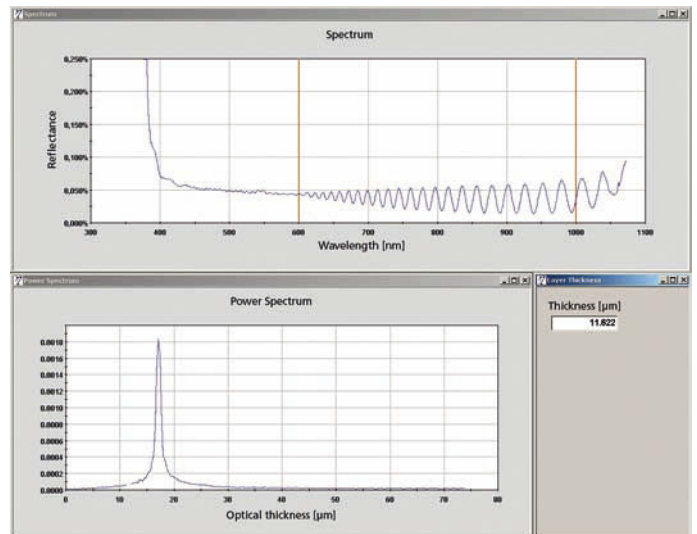 Spectrum
Spectrum
0,250%
0,200%
0,150%
0,100%
0,050%
0,000%
Reflectance
300 400 500 600 700 800 900 1000 1100
Wavelength [nm]
Power Spectrum
Power Spectrum
0.0018
0.0016
0.0014
0.0012
0.0010
0.0008
0.0006
0.0004
0.0002
0.0000
0 10 20 30 40 50 60 70 80
Optical thickness [µm]
Layer Thickness
Thickness [µm]
11.622